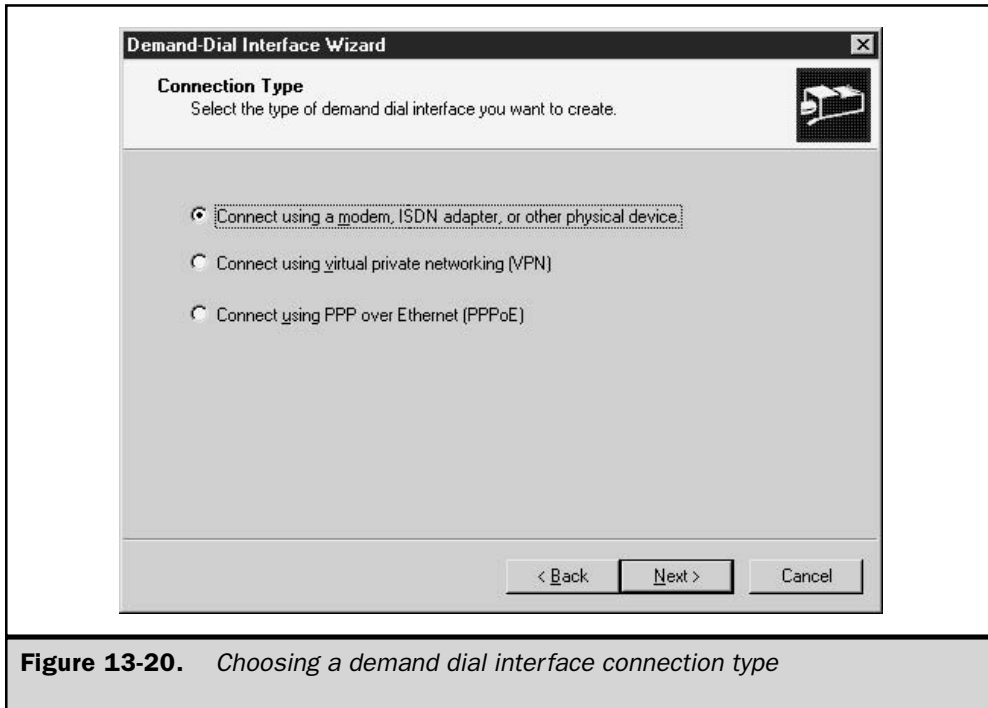 Demand-Dial Interface Wizard
Connection Type
Select the type of demand dial interface you want to create.
Connect using a modem, ISDN adapter, or other physical device.
Connect using virtual private networking (VPN)
Connect using PPP over Ethernet (PPPoE)
< Back Next > Cancel
Figure 13-20. Choosing a demand dial interface connection type